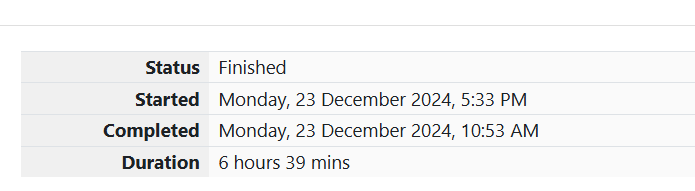 Status Finished
Started Monday, 23 December 2024, 5:33 PM
Completed Monday, 23 December 2024, 10:53 AM
Duration 6 hours 39 mins